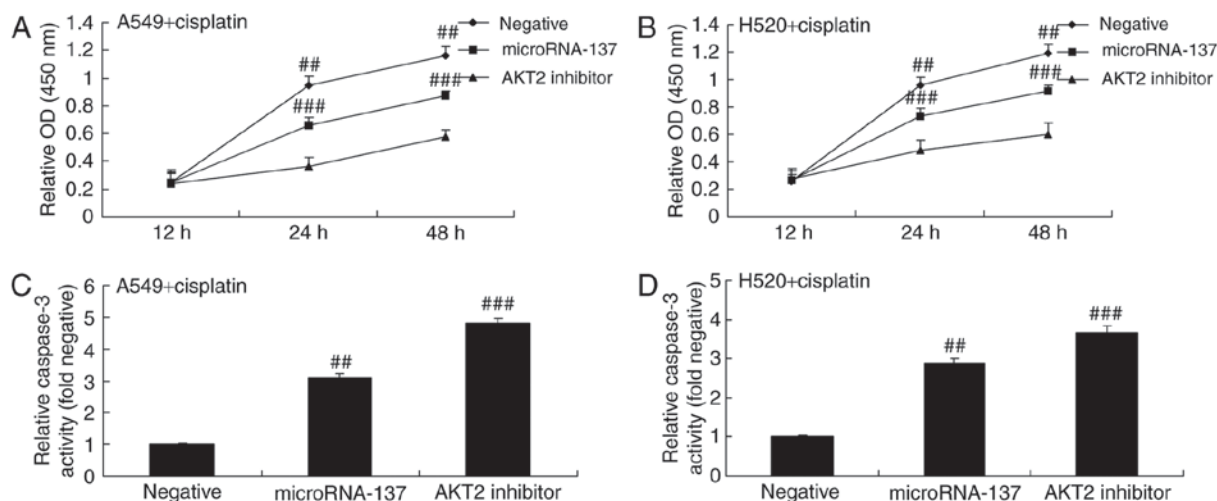 A
A549+cisplatin
Relative OD (450 nm)
1.4
1.2
1
0.8
0.6
0.4
0.2
0
##
##
###
###
12 h
24 h
48 h
Negative
microRNA-137
AKT2 inhibitor
B
H520+cisplatin
Relative OD (450 nm)
1.4
1.2
1
0.8
0.6
0.4
0.2
0
##
##
###
###
12 h
24 h
48 h
Negative
microRNA-137
AKT2 inhibitor
C
A549+cisplatin
Relative caspase-3
activity (fold negative)
6
5
4
3
2
1
0
##
###
Negative
microRNA-137
AKT2 inhibitor
D
H520+cisplatin
Relative caspase-3
activity (fold negative)
5
4
3
2
1
0
##
###
Negative
microRNA-137
AKT2 inhibitor